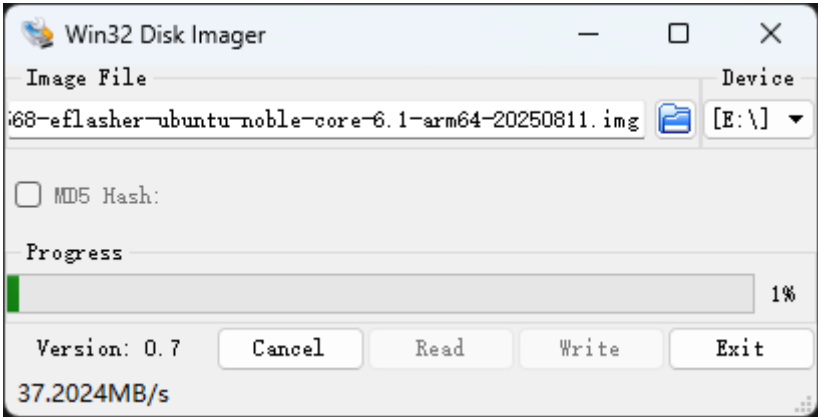 Win32 Disk Imager
Image File
Device
568-eflasher-ubuntu-noble-core-6.1-arm64-20250811.img
[E:\]
MD5 Hash:
Progress
1%
Version: 0.7
Cancel
Read
Write
Exit
37.2024MB/s